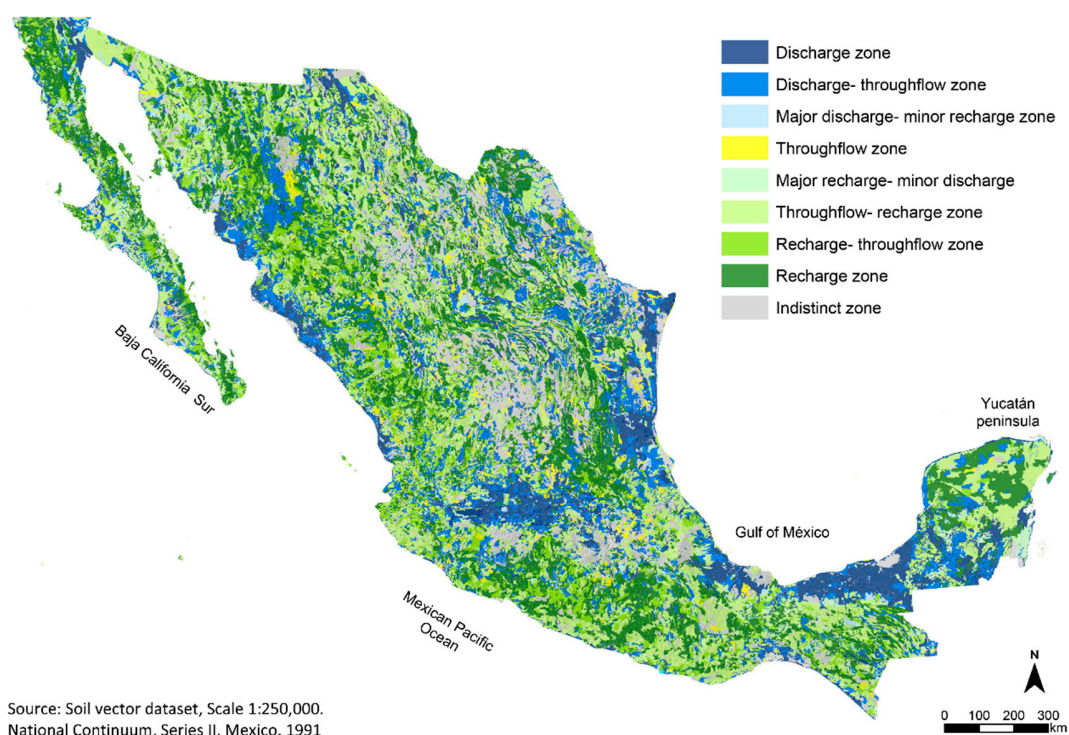 Discharge zone
Discharge- throughflow zone
Major discharge- minor recharge zone
Throughflow zone
Major recharge- minor discharge
Throughflow- recharge zone
Recharge- throughflow zone
Recharge zone
Indistinct zone
Baja California Sur
Yucatán
peninsula
Gulf of México
Mexican Pacific
Ocean
N
0 100 200 300
km
Source: Soil vector dataset, Scale 1:250,000.
National Continuum, Series II, Mexico, 1991